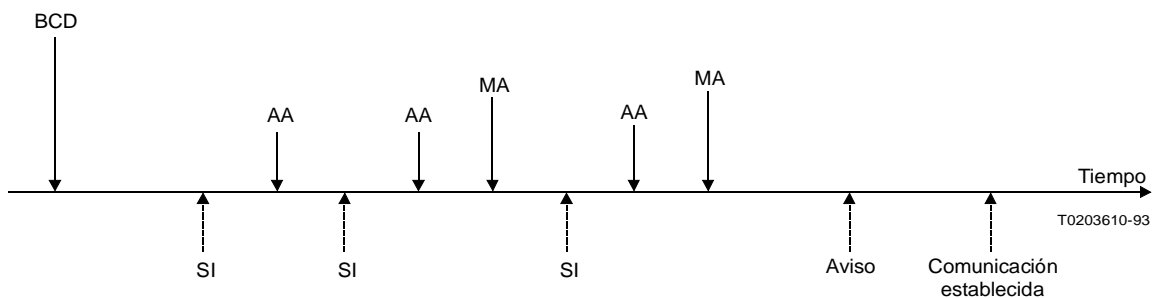 BCD
MA
MA
AA
AA
AA
Tiempo
T0203610-93
SI
SI
SI
Aviso
Comunicación
establecida